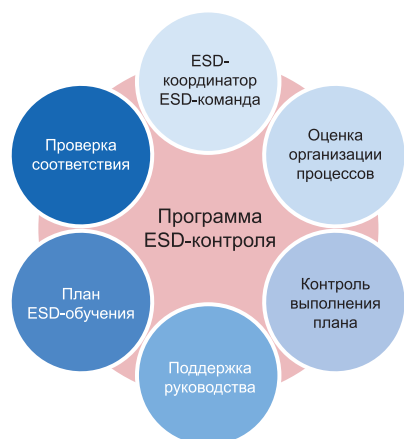 ESD-
координатор
ESD-команда
Оценка
организации
процессов
Контроль
выполнения
плана
Поддержка
руководства
План
ESD-обучения
Проверка
соответствия
Программа
ESD-контроля